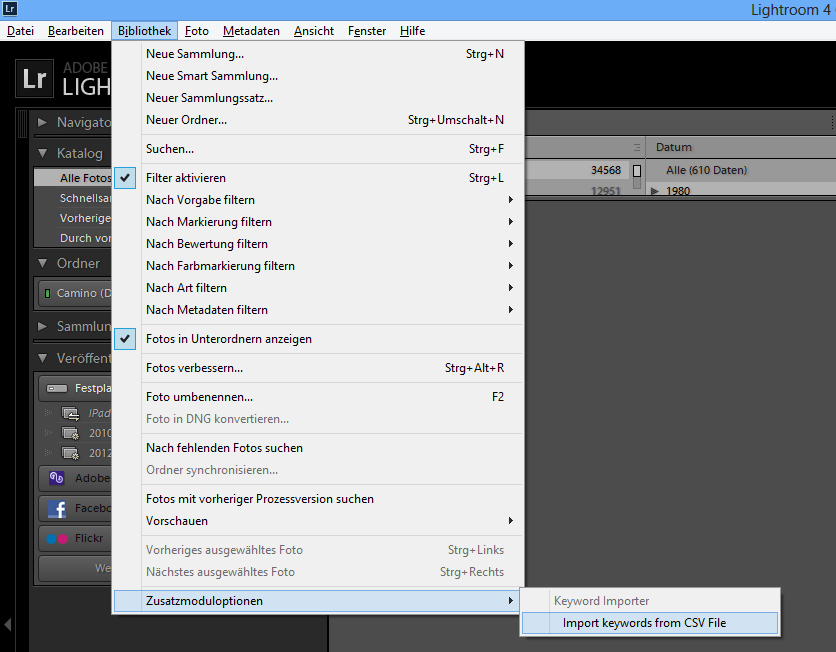 Lr
Lightroom 4
Datei Bearbeiten Bibliothek Foto Metadaten Ansicht Fenster Hilfe
Lr
ADOBE
LIGH
Navigato
Katalog
Alle Fotos
Schnellsa
Vorherige
Durch vor
Ordner
Camino (D
Sammlun
Veröffent
Festpla
iPad
2010
2012
Adobe
Facebo
Flickr
We
Neue Sammlung... Strg+N
Neue Smart Sammlung...
Neuer Sammlungssatz...
Neuer Ordner... Strg+Umschalt+N
Suchen... Strg+F
Filter aktivieren Strg+L
Nach Vorgabe filtern
Nach Markierung filtern
Nach Bewertung filtern
Nach Farbmarkierung filtern
Nach Art filtern
Nach Metadaten filtern
Fotos in Unterordnern anzeigen
Fotos verbessern... Strg+Alt+R
Foto umbenennen... F2
Foto in DNG konvertieren...
Nach fehlenden Fotos suchen
Ordner synchronisieren...
Fotos mit vorheriger Prozessversion suchen
Vorschauen
Vorheriges ausgewähltes Foto Strg+Links
Nächstes ausgewähltes Foto Strg+Rechts
Zusatzmoduloptionen
Keyword Importer
Import keywords from CSV File
Datum
34568 Alle (610 Daten)
12951 1980